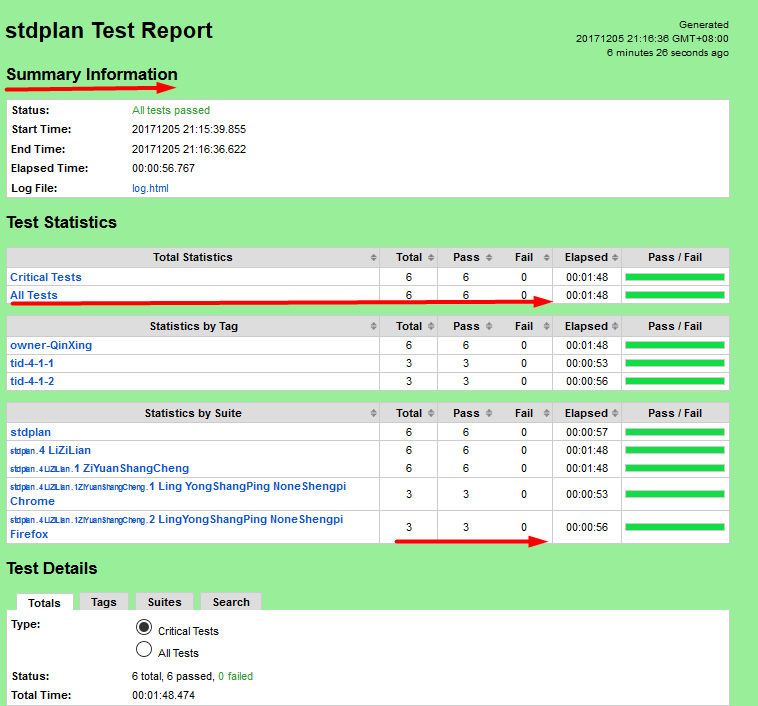 stdplan Test Report
Generated
20171205 21:16:36 GMT+08:00
6 minutes 26 seconds ago
Summary Information
Status: All tests passed
Start Time: 20171205 21:15:39.855
End Time: 20171205 21:16:36.622
Elapsed Time: 00:00:56.767
Log File: log.html
Test Statistics
Total Statistics Total Pass Fail Elapsed Pass / Fail
Critical Tests 6 6 0 00:01:48
All Tests 6 6 0 00:01:48
Statistics by Tag Total Pass Fail Elapsed Pass / Fail
owner-QinXing 6 6 0 00:01:48
tid-4-1-1 3 3 0 00:00:53
tid-4-1-2 3 3 0 00:00:56
Statistics by Suite Total Pass Fail Elapsed Pass / Fail
stdplan 6 6 0 00:00:57
stdplan.4 LiZiLian 6 6 0 00:01:48
stdplan.4 LiZiLian.1 ZiYuanShangCheng 6 6 0 00:01:48
stdplan.4 LiZiLian.1 ZiYuanShangCheng.1 Ling YongShangPing NoneShengpi
Chrome 3 3 0 00:00:53
stdplan.4 LiZiLian.1 ZiYuanShangCheng.2 LingYongShangPing NoneShengpi
Firefox 3 3 0 00:00:56
Test Details
Totals Tags Suites Search
Type: Critical Tests
All Tests
Status: 6 total, 6 passed, 0 failed
Total Time: 00:01:48.474